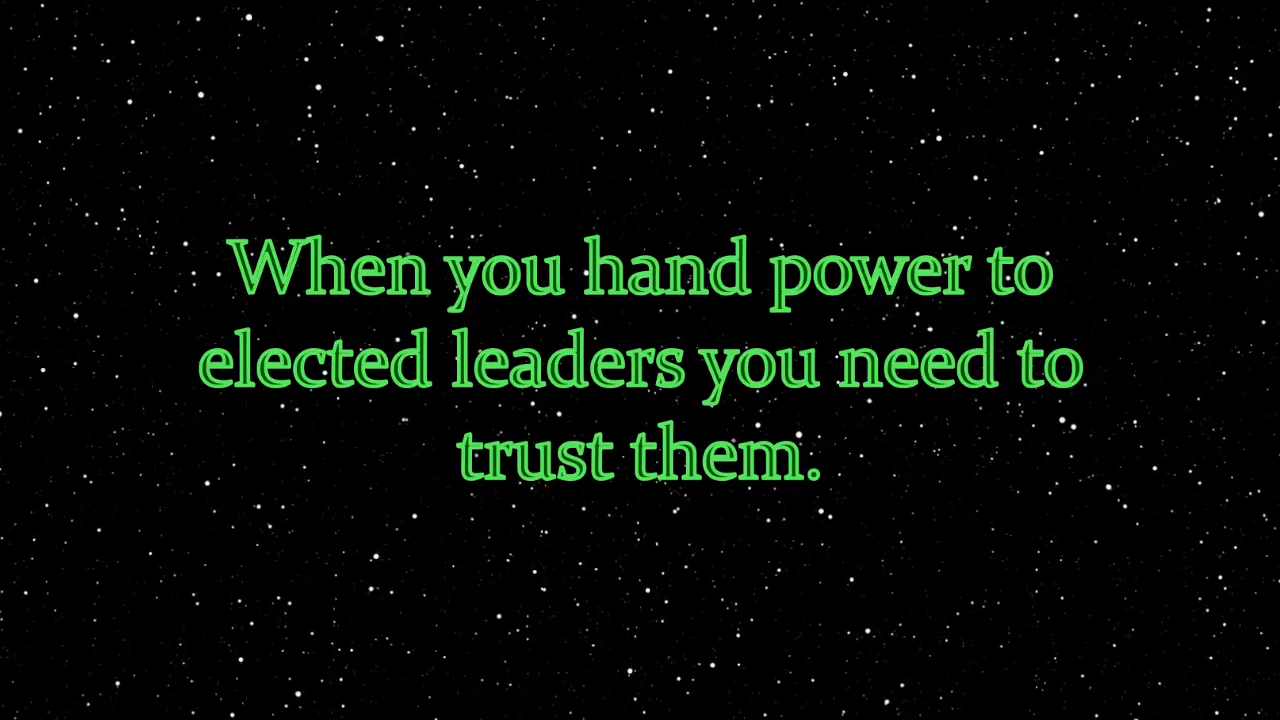 When you hand power to
elected leaders you need to
trust them.